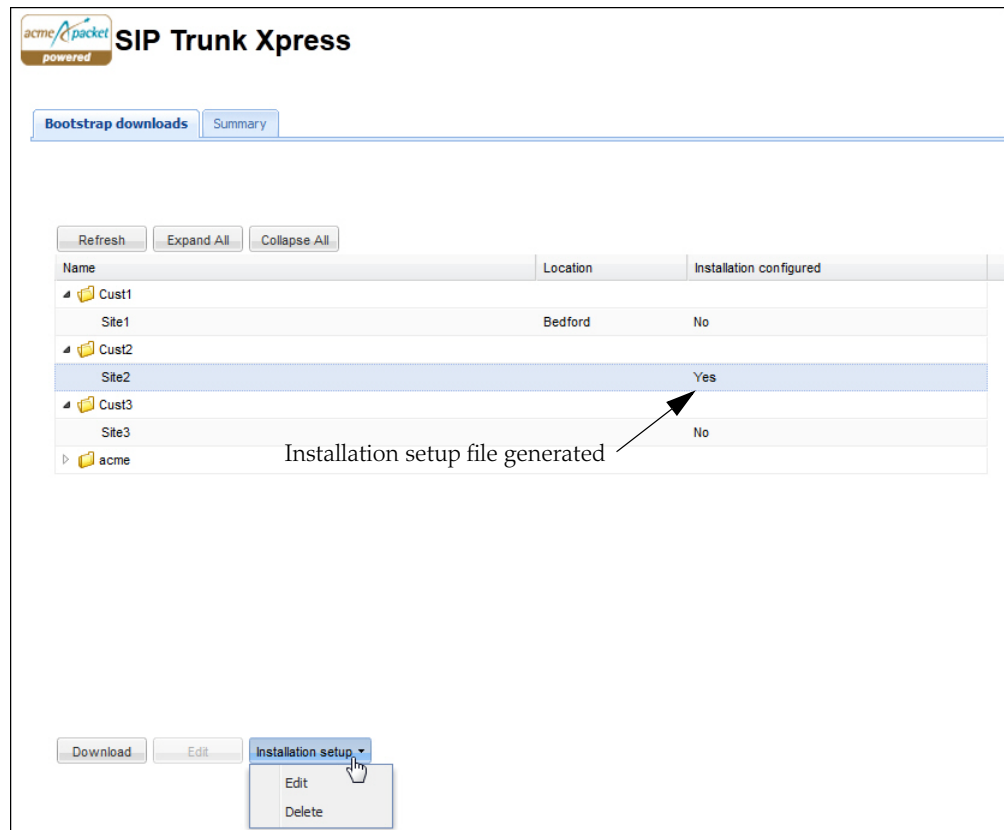 acme packet
powered
SIP Trunk Xpress
Bootstrap downloads Summary
Refresh Expand All Collapse All
Name Location Installation configured
Cust1
Site1 Bedford No
Cust2
Site2 Yes
Cust3
Site3 No
Installation setup file generated
acme
Download Edit Installation setup
Edit
Delete